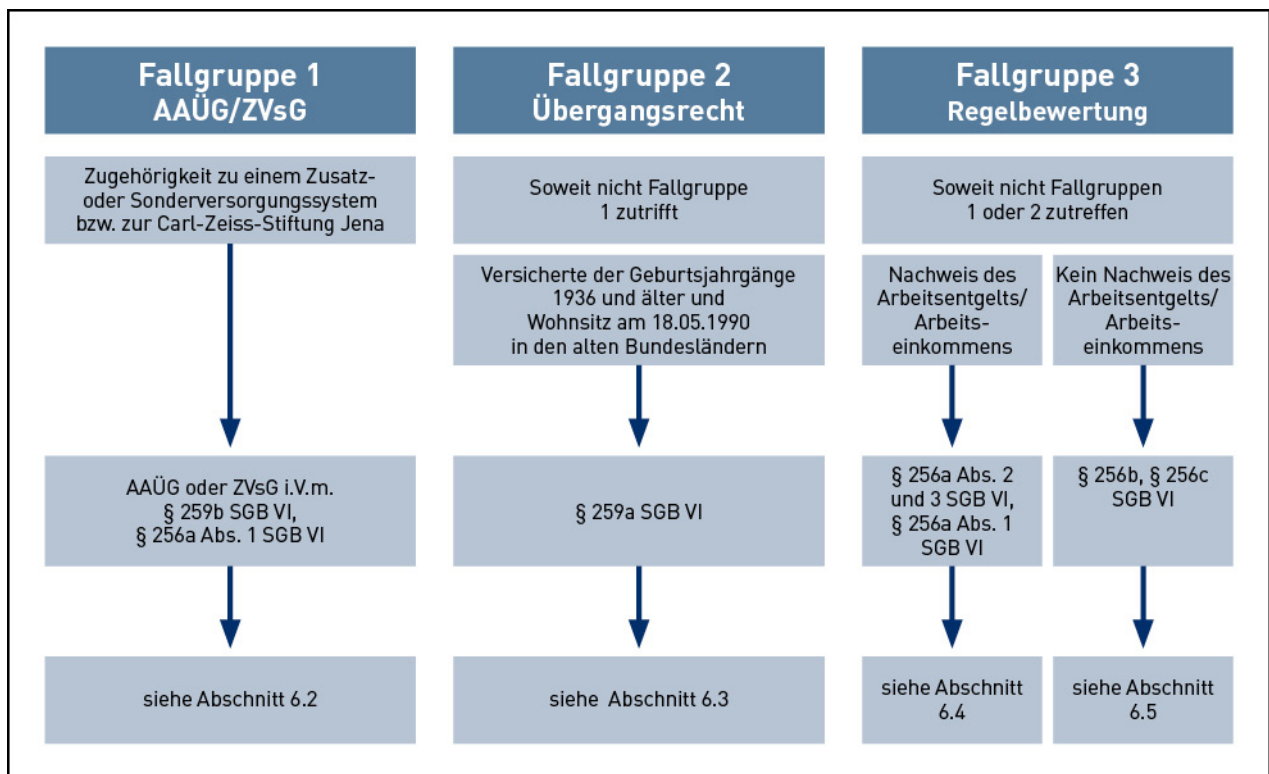 Fallgruppe 1
AAÜG/ZVsG
Zugehörigkeit zu einem Zusatz-
oder Sonderversorgungssystem
bzw. zur Carl-Zeiss-Stiftung Jena
AAÜG oder ZVsG i.V.m.
§ 259b SGB VI,
§ 256a Abs. 1 SGB VI
siehe Abschnitt 6.2
Fallgruppe 2
Übergangsrecht
Soweit nicht Fallgruppe
1 zutrifft
Versicherte der Geburtsjahrgänge
1936 und älter und
Wohnsitz am 18.05.1990
in den alten Bundesländern
§ 259a SGB VI
siehe Abschnitt 6.3
Fallgruppe 3
Regelbewertung
Soweit nicht Fallgruppen
1 oder 2 zutreffen
Nachweis des
Arbeitsentgelts/
Arbeits-
einkommens
§ 256a Abs. 2
und 3 SGB VI,
§ 256a Abs. 1
SGB VI
siehe Abschnitt
6.4
Kein Nachweis des
Arbeitsentgelts/
Arbeits-
einkommens
§ 256b, § 256c
SGB VI
siehe Abschnitt
6.5